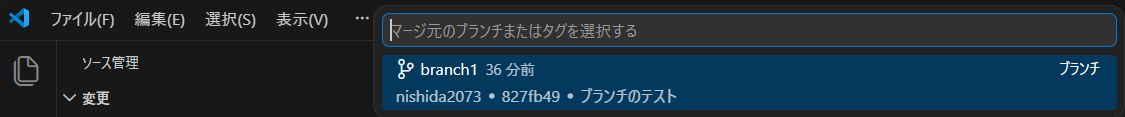 ファイル(F) 編集(E) 選択(S) 表示(V) …
マージ元のブランチまたはタグを選択する
ソース管理
branch1 36 分前 ブランチ
変更
nishida2073 • 827fb49 • ブランチのテスト